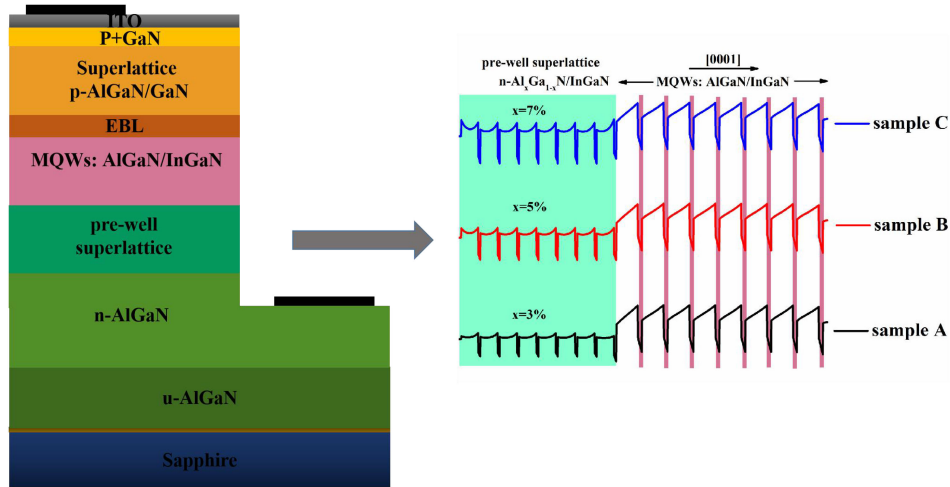 ITO
P+GaN
Superlattice
p-AlGaN/GaN
EBL
MQWs: AlGaN/InGaN
pre-well
superlattice
n-AlGaN
u-AlGaN
Sapphire
pre-well superlattice
n-AlxGa1-xN/InGaN
[0001]
MQWs: AlGaN/InGaN
x=7%
sample C
x=5%
sample B
x=3%
sample A